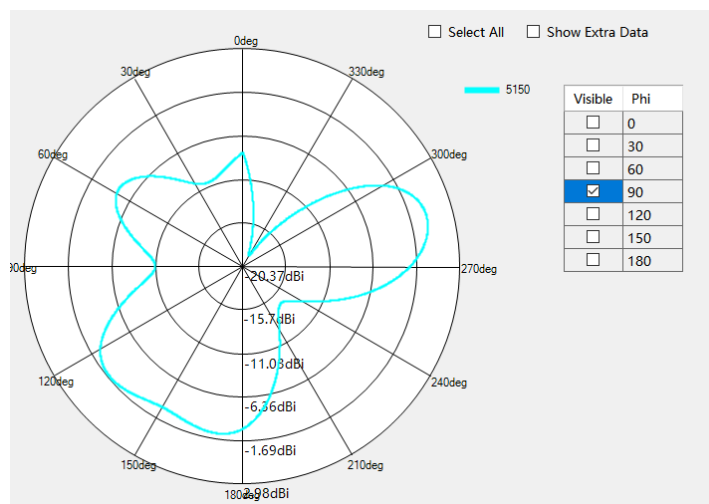 Select All
Show Extra Data
0deg
30deg
330deg
5150
Visible Phi
0
30
60
90
120
150
180
60deg
300deg
270deg
-20.37dBi
-15.7dBi
-11.03dBi
-6.36dBi
-1.69dBi
120deg
240deg
150deg
210deg
180deg